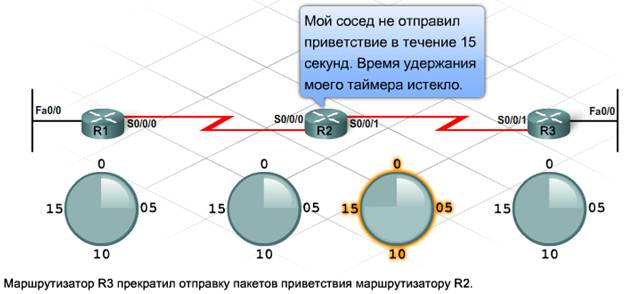 Мой сосед не отправил
приветствие в течение 15
секунд. Время удержания
моего таймера истекло.
Fa0/0
R1
S0/0/0
S0/0/0
R2
S0/0/1
S0/0/1
R3
Fa0/0
0 0 0 0
15 05 15 05 15 05 15 05
10 10 10 10
Маршрутизатор R3 прекратил отправку пакетов приветствия маршрутизатору R2.